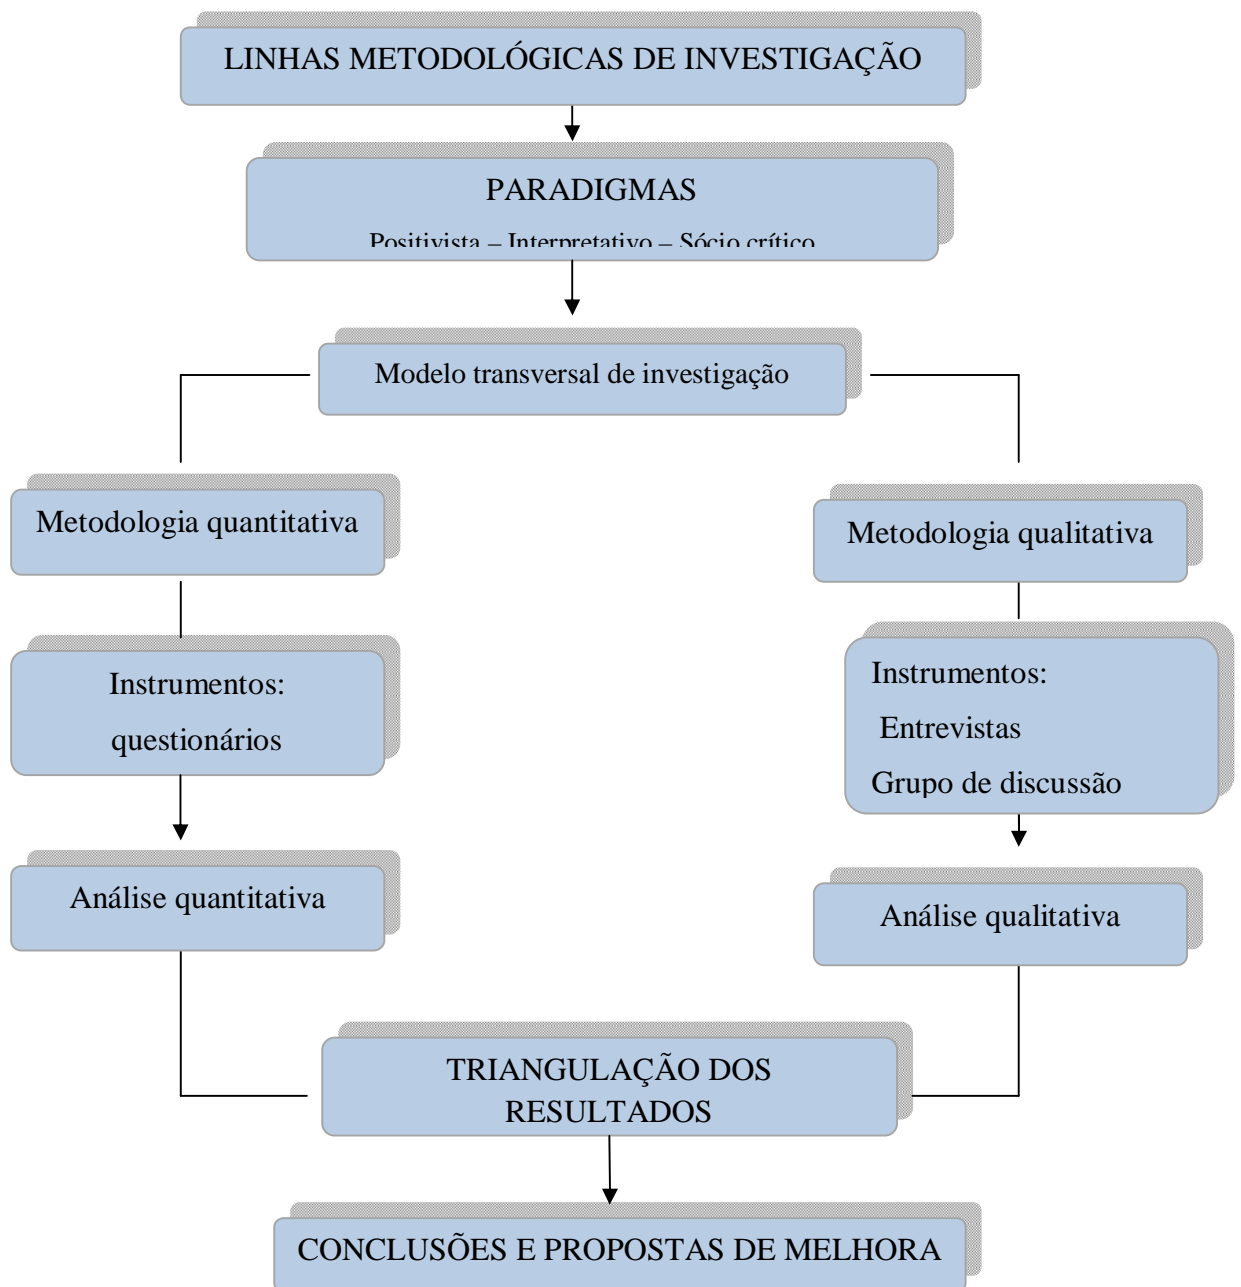 LINHAS METODOLÓGICAS DE INVESTIGAÇÃO
PARADIGMAS
Positivista – Interpretativo – Sócio crítico
Modelo transversal de investigação
Metodologia quantitativa
Metodologia qualitativa
Instrumentos:
questionários
Instrumentos:
Entrevistas
Grupo de discussão
Análise quantitativa
Análise qualitativa
TRIANGULAÇÃO DOS
RESULTADOS
CONCLUSÕES E PROPOSTAS DE MELHORA